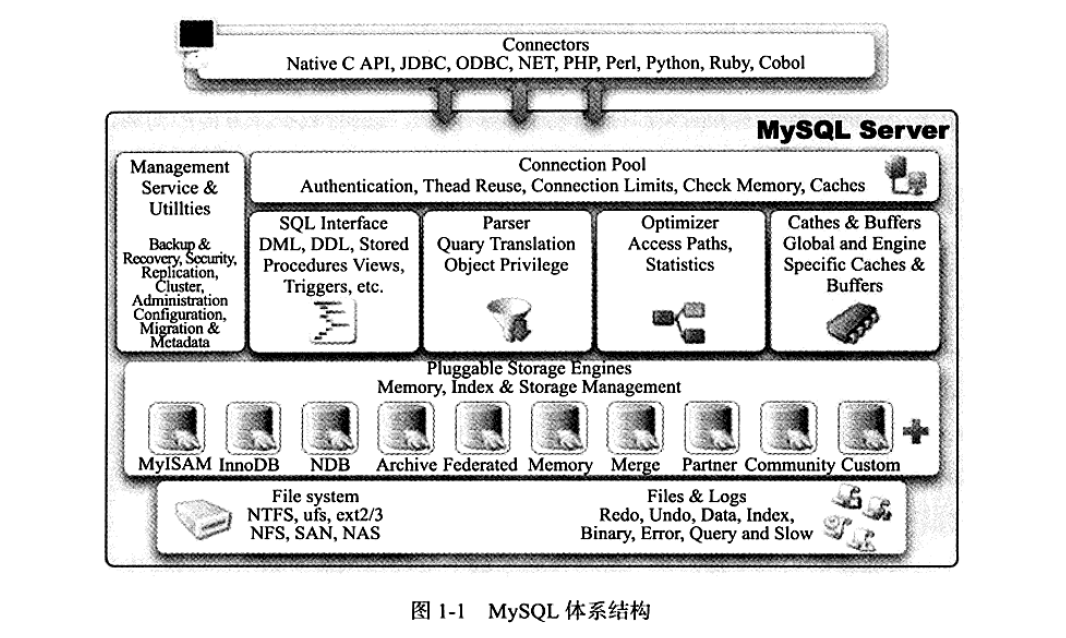 Connectors
Native C API, JDBC, ODBC, NET, PHP, Perl, Python, Ruby, Cobol
MySQL Server
Management
Service &
Utillties
Backup &
Recovery, Security,
Replication,
Cluster,
Administration
Configuration,
Migration &
Metadata
Connection Pool
Authentication, Thead Reuse, Connection Limits, Check Memory, Caches
SQL Interface
DML, DDL, Stored
Procedures Views,
Triggers, etc.
Parser
Quary Translation
Object Privilege
Optimizer
Access Paths,
Statistics
Cathes & Buffers
Global and Engine
Specific Caches &
Buffers
Pluggable Storage Engines
Memory, Index & Storage Management
MyISAM InnoDB NDB Archive Federated Memory Merge Partner Community Custom
File system
NTFS, ufs, ext2/3
NFS, SAN, NAS
Files & Logs
Redo, Undo, Data, Index,
Binary, Error, Query and Slow
图 1-1 MySQL 体系结构